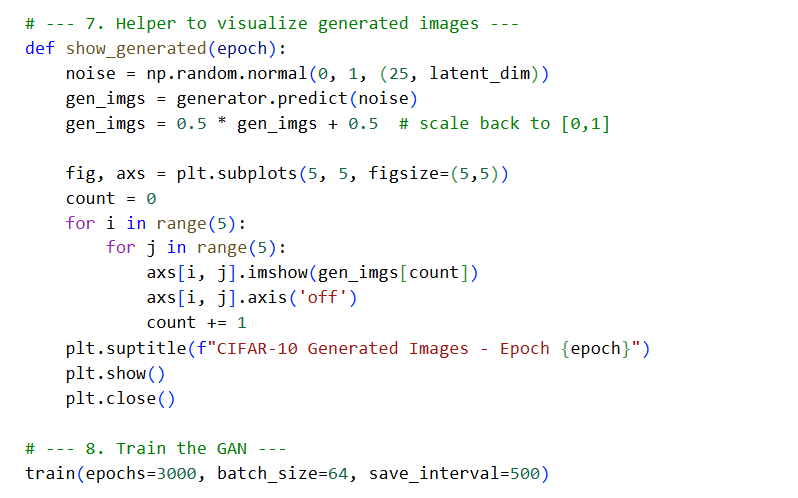 # --- 7. Helper to visualize generated images ---
def show_generated(epoch):
    noise = np.random.normal(0, 1, (25, latent_dim))
    gen_imgs = generator.predict(noise)
    gen_imgs = 0.5 * gen_imgs + 0.5  # scale back to [0,1]

    fig, axs = plt.subplots(5, 5, figsize=(5,5))
    count = 0
    for i in range(5):
        for j in range(5):
            axs[i, j].imshow(gen_imgs[count])
            axs[i, j].axis('off')
            count += 1
    plt.suptitle(f"CIFAR-10 Generated Images - Epoch {epoch}")
    plt.show()
    plt.close()

# --- 8. Train the GAN ---
train(epochs=3000, batch_size=64, save_interval=500)